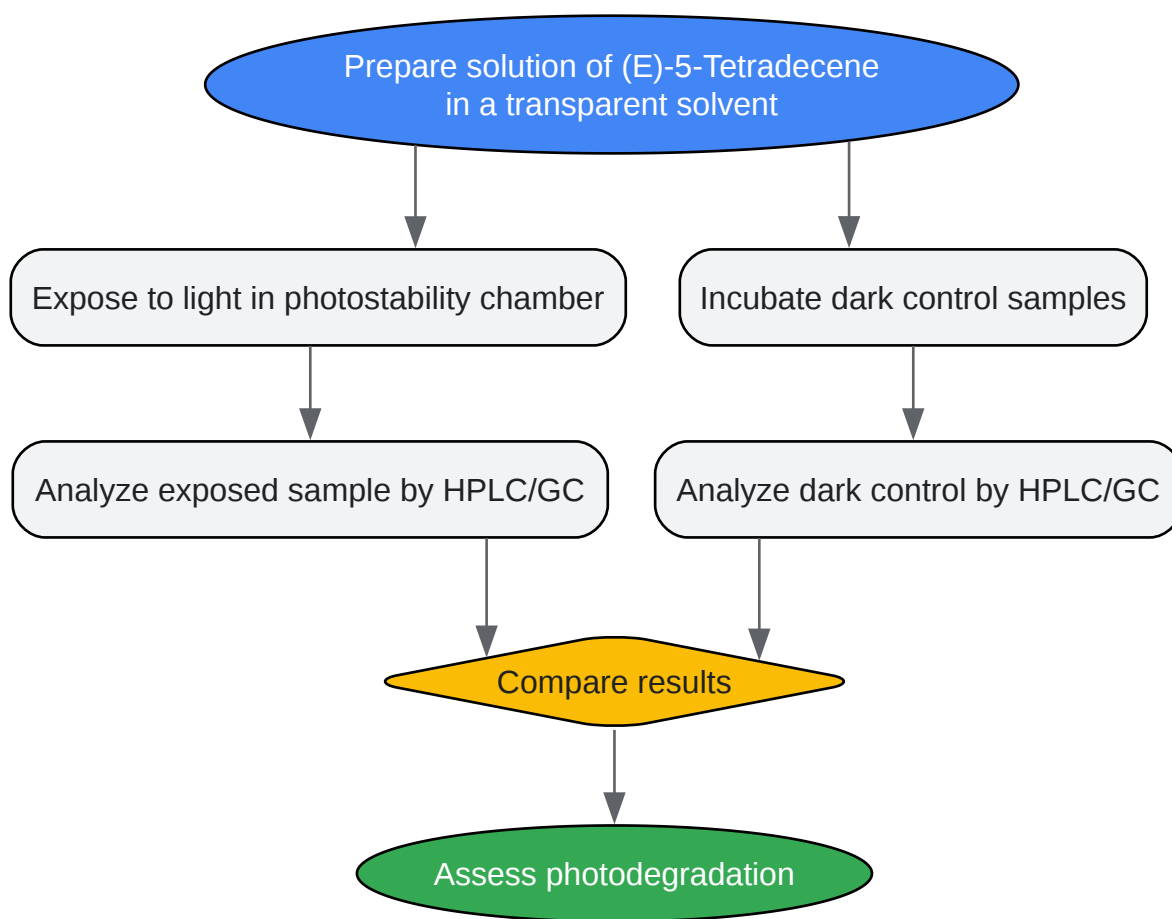 Prepare solution of (E)-5-Tetradecene
in a transparent solvent
Expose to light in photostability chamber
Incubate dark control samples
Analyze exposed sample by HPLC/GC
Analyze dark control by HPLC/GC
Compare results
Assess photodegradation